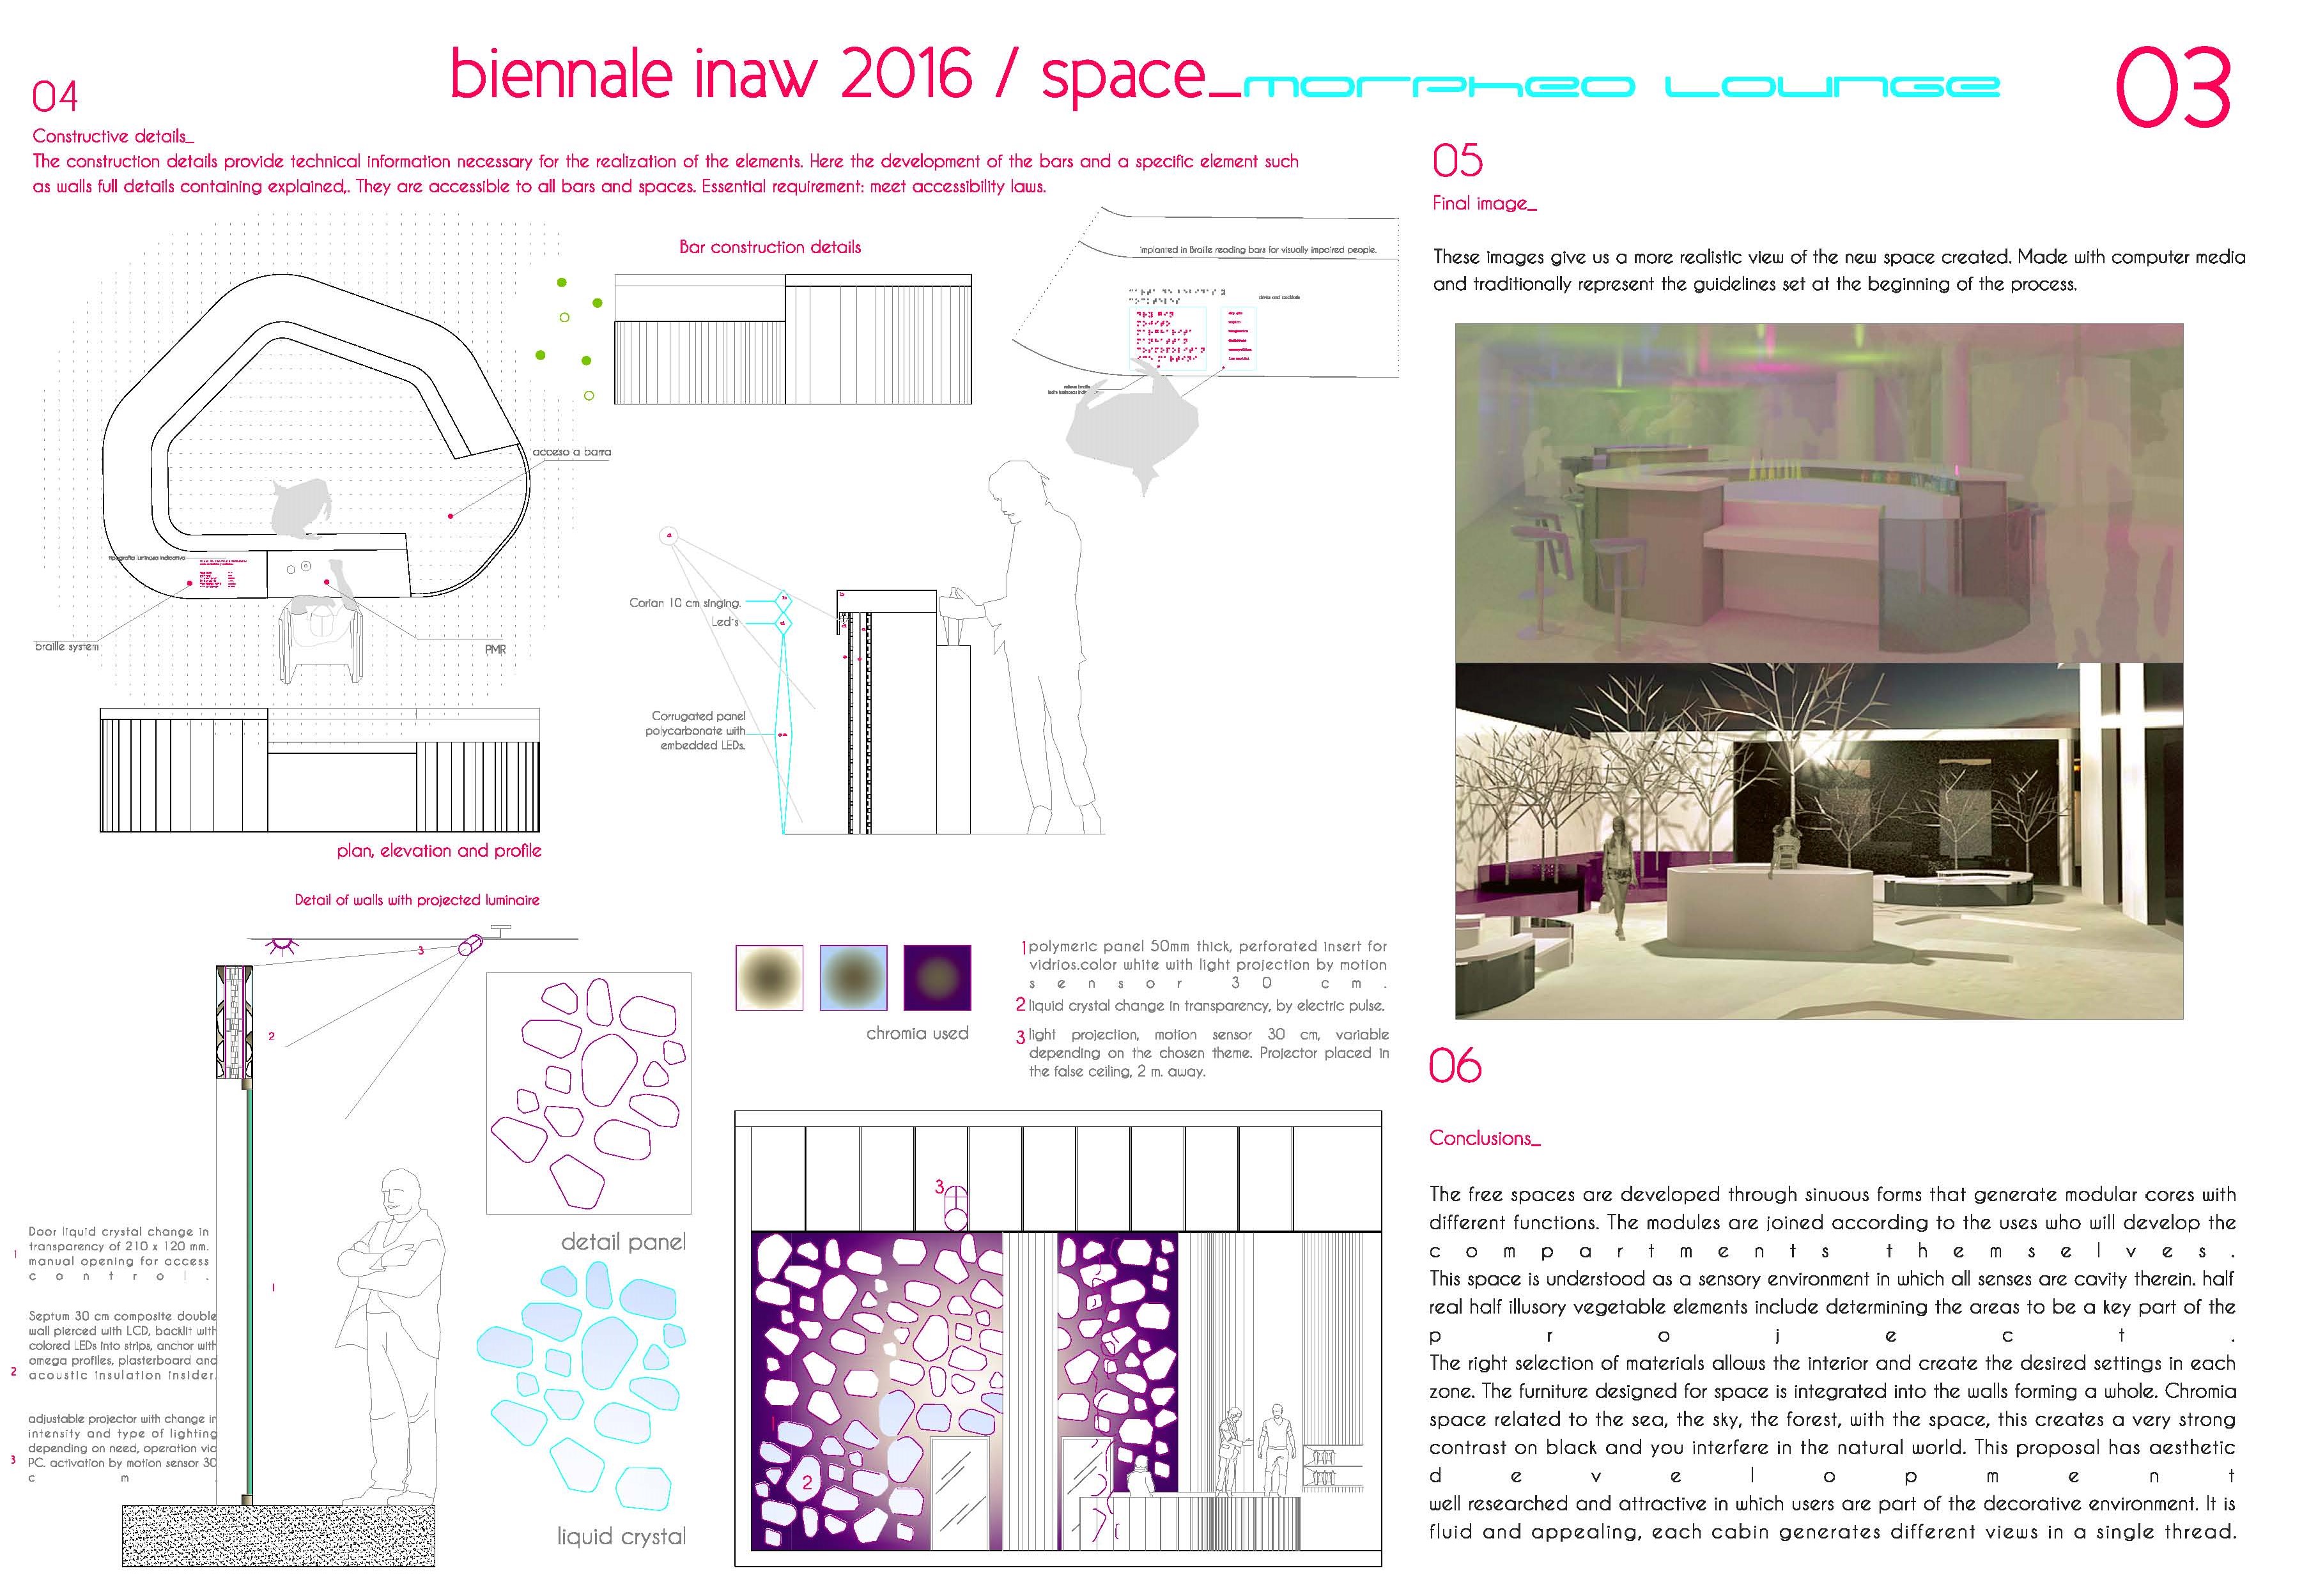 biennale inaw 2016 / space_morpheo lounge
03
04
Constructive details_
The construction details provide technical information necessary for the realization of the elements. Here the development of the bars and a specific element such
as walls full details containing explained,. They are accessible to all bars and spaces. Essential requirement: meet accessibility laws.
Bar construction details
implanted in Braille reading bars for visually impaired people.
drinks and cocktails
acceso a barra
tipografia luminosa indicativa
braille system
PMR
Corian 10 cm singing.
Led's
Corrugated panel
polycarbonate with
embedded LEDs.
plan, elevation and profile
Detail of walls with projected luminaire
3
2
1
1
Door liquid crystal change in
transparency of 210 x 120 mm.
manual opening for access
control.
2
Septum 30 cm composite double
wall pierced with LCD, backlit with
colored LEDs into strips, anchor with
omega profiles, plasterboard and
acoustic insulation insider.
3
adjustable projector with change in
intensity and type of lighting
depending on need, operation via
PC. activation by motion sensor 30
cm
detail panel
liquid crystal
chromia used
1 polymeric panel 50mm thick, perforated insert for
vidrios.color white with light projection by motion
sensor 30 cm.
2 liquid crystal change in transparency, by electric pulse.
3 light projection, motion sensor 30 cm, variable
depending on the chosen theme. Projector placed in
the false ceiling, 2 m. away.
3
1
2
05
Final image_
These images give us a more realistic view of the new space created. Made with computer media
and traditionally represent the guidelines set at the beginning of the process.
06
Conclusions_
The free spaces are developed through sinuous forms that generate modular cores with
different functions. The modules are joined according to the uses who will develop the
compartments themselves.
This space is understood as a sensory environment in which all senses are cavity therein. half
real half illusory vegetable elements include determining the areas to be a key part of the
project.
The right selection of materials allows the interior and create the desired settings in each
zone. The furniture designed for space is integrated into the walls forming a whole. Chromia
space related to the sea, the sky, the forest, with the space, this creates a very strong
contrast on black and you interfere in the natural world. This proposal has aesthetic
development
well researched and attractive in which users are part of the decorative environment. It is
fluid and appealing, each cabin generates different views in a single thread.